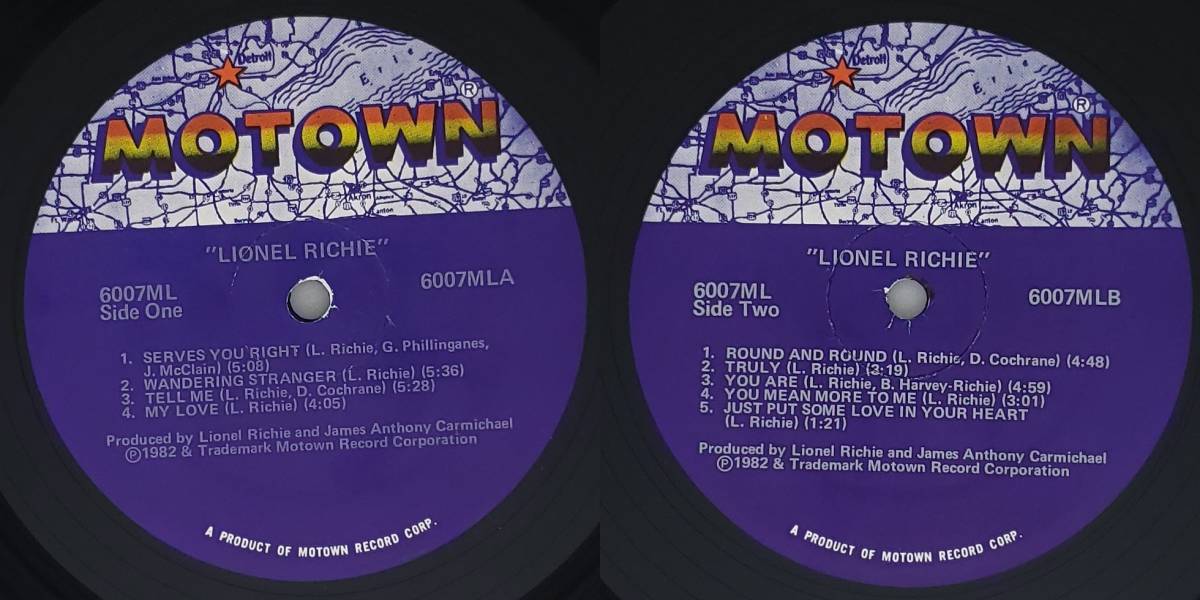 Detroit
Erie
MOTOWN®
Akron
"LIONEL RICHIE"
6007ML
Side One
6007MLA
1. SERVES YOU RIGHT (L. Richie, G. Phillinganes,
J. McClain) (5:08)
2. WANDERING STRANGER (L. Richie) (5:36)
3. TELL ME (L. Richie, D. Cochrane) (5:28)
4. MY LOVE (L. Richie) (4:05)
Produced by Lionel Richie and James Anthony Carmichael
℗1982 & Trademark Motown Record Corporation
A PRODUCT OF MOTOWN RECORD CORP.
Detroit
Erie
MOTOWN®
Akron
"LIONEL RICHIE"
6007ML
Side Two
6007MLB
1. ROUND AND ROUND (L. Richie, D. Cochrane) (4:48)
2. TRULY (L. Richie) (3:19)
3. YOU ARE (L. Richie, B. Harvey-Richie) (4:59)
4. YOU MEAN MORE TO ME (L. Richie) (3:01)
5. JUST PUT SOME LOVE IN YOUR HEART
(L. Richie) (1:21)
Produced by Lionel Richie and James Anthony Carmichael
℗1982 & Trademark Motown Record Corporation
A PRODUCT OF MOTOWN RECORD CORP.